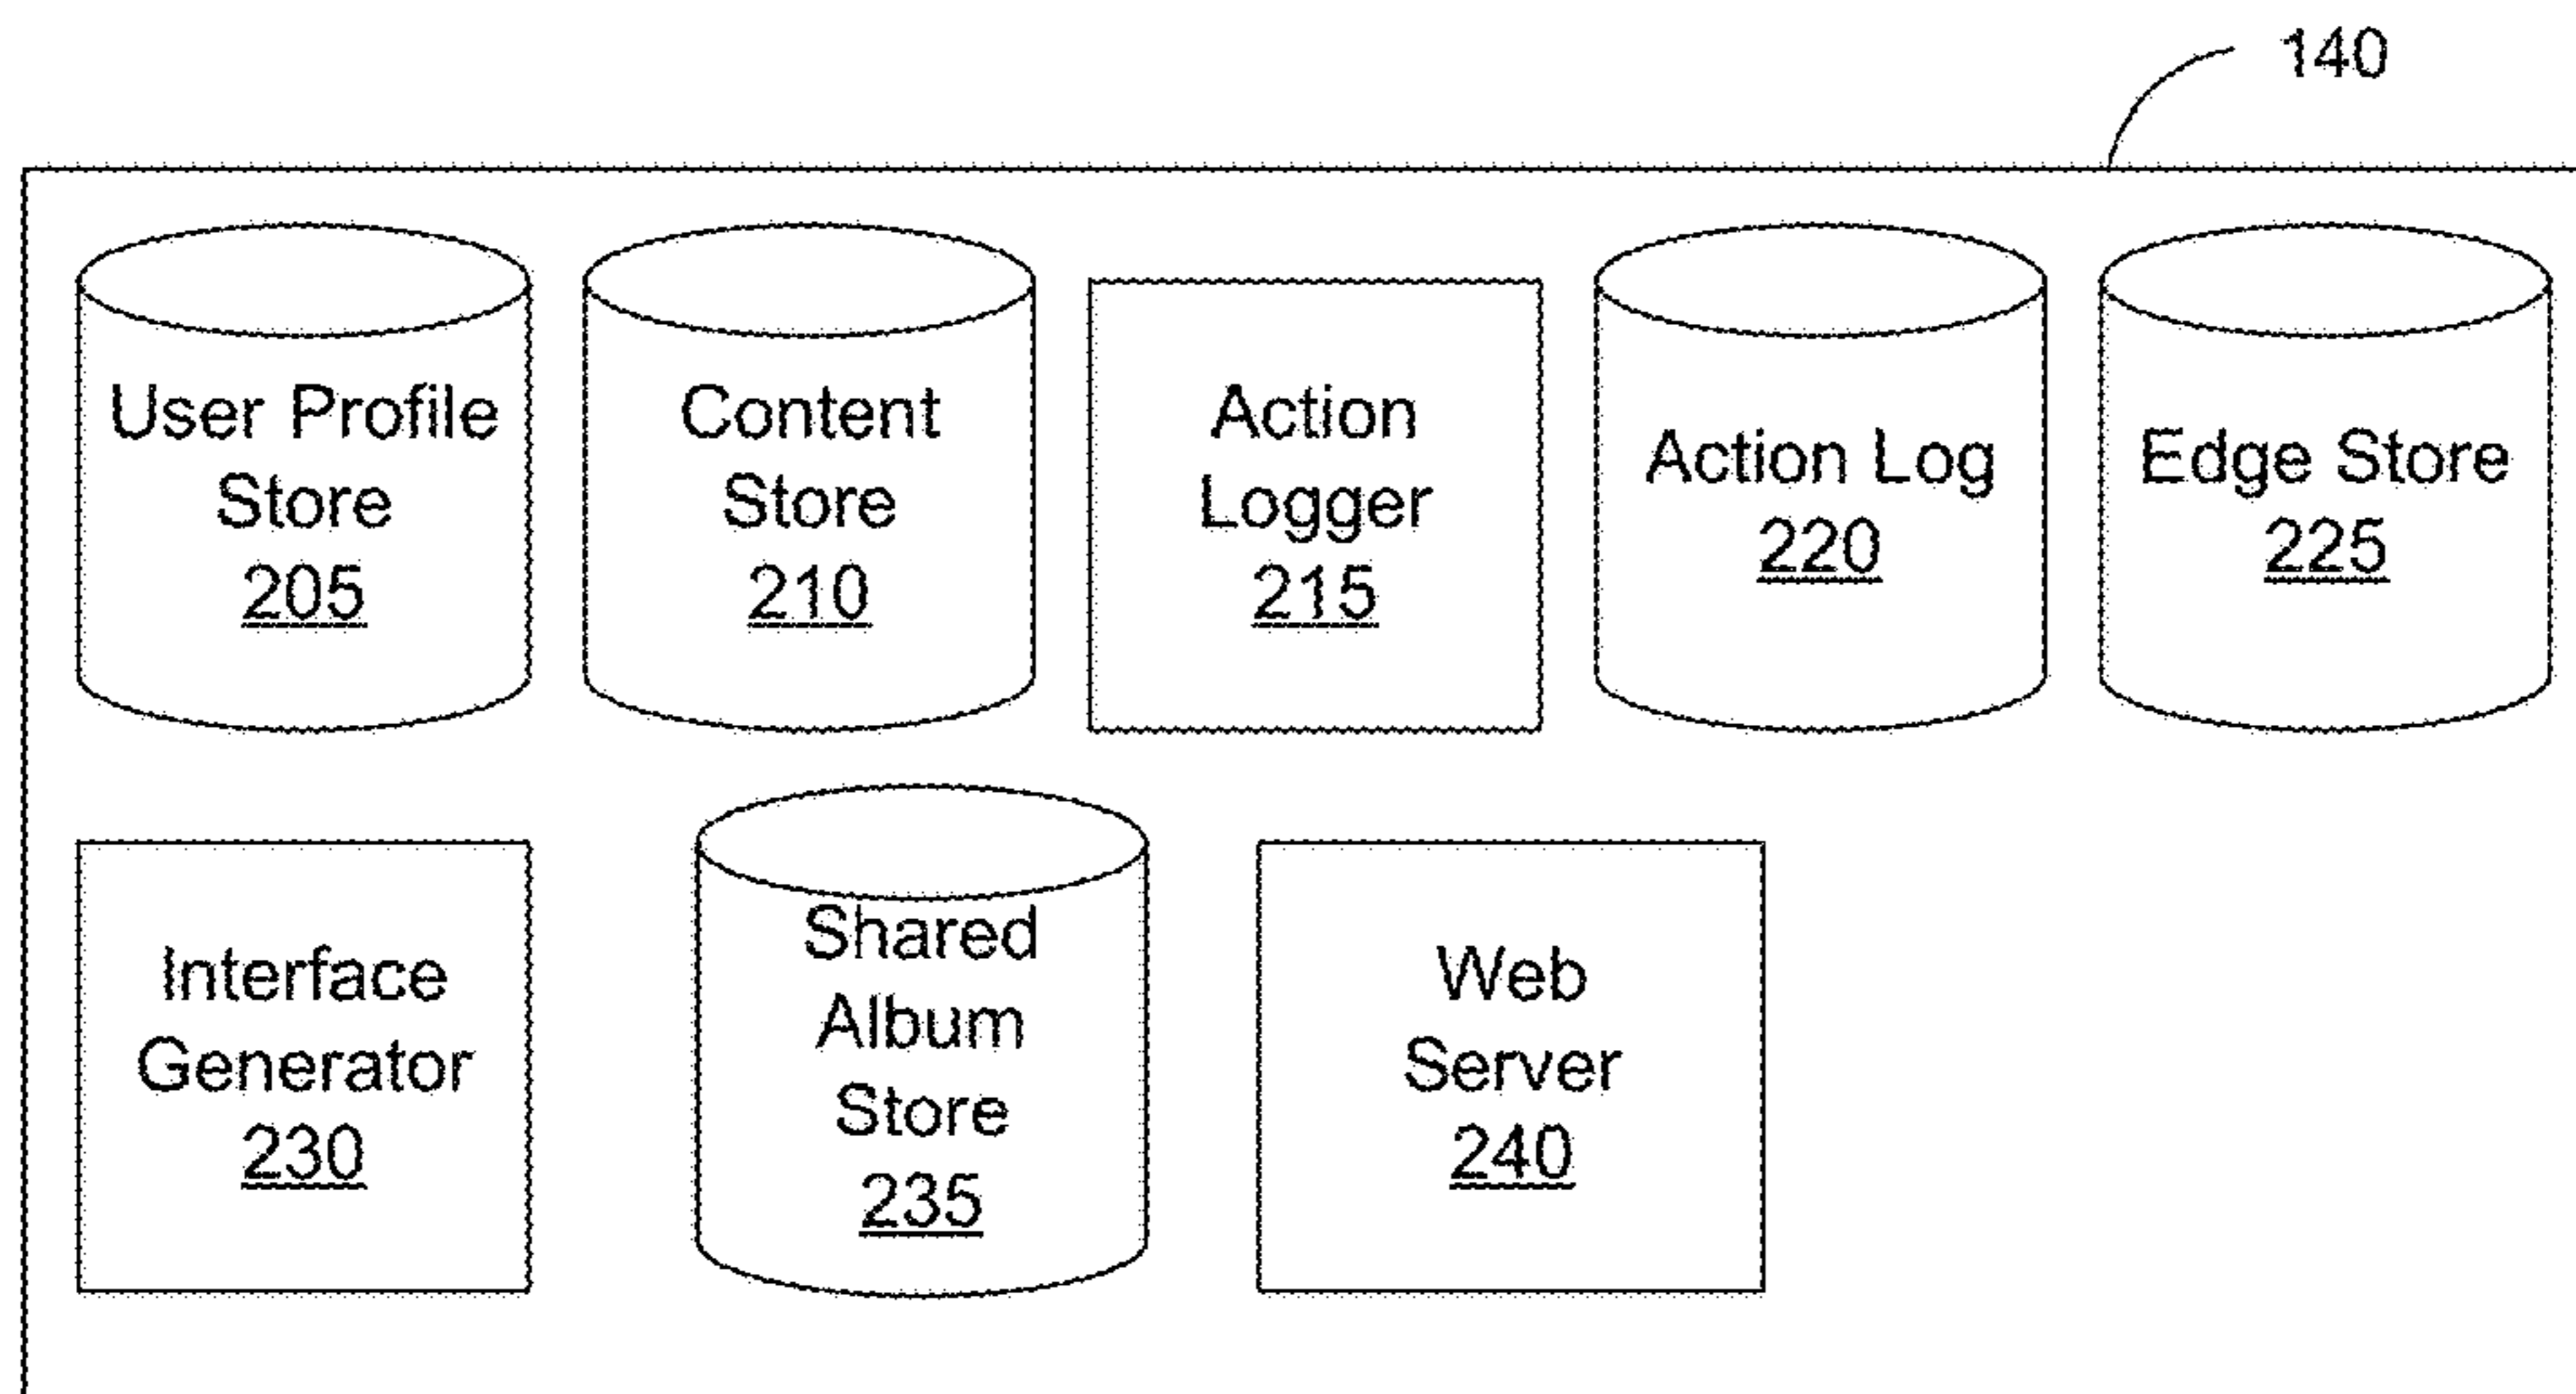 140
User Profile
Store
205
Content
Store
210
Action
Logger
215
Action Log
220
Edge Store
225
Interface
Generator
230
Shared
Album
Store
235
Web
Server
240